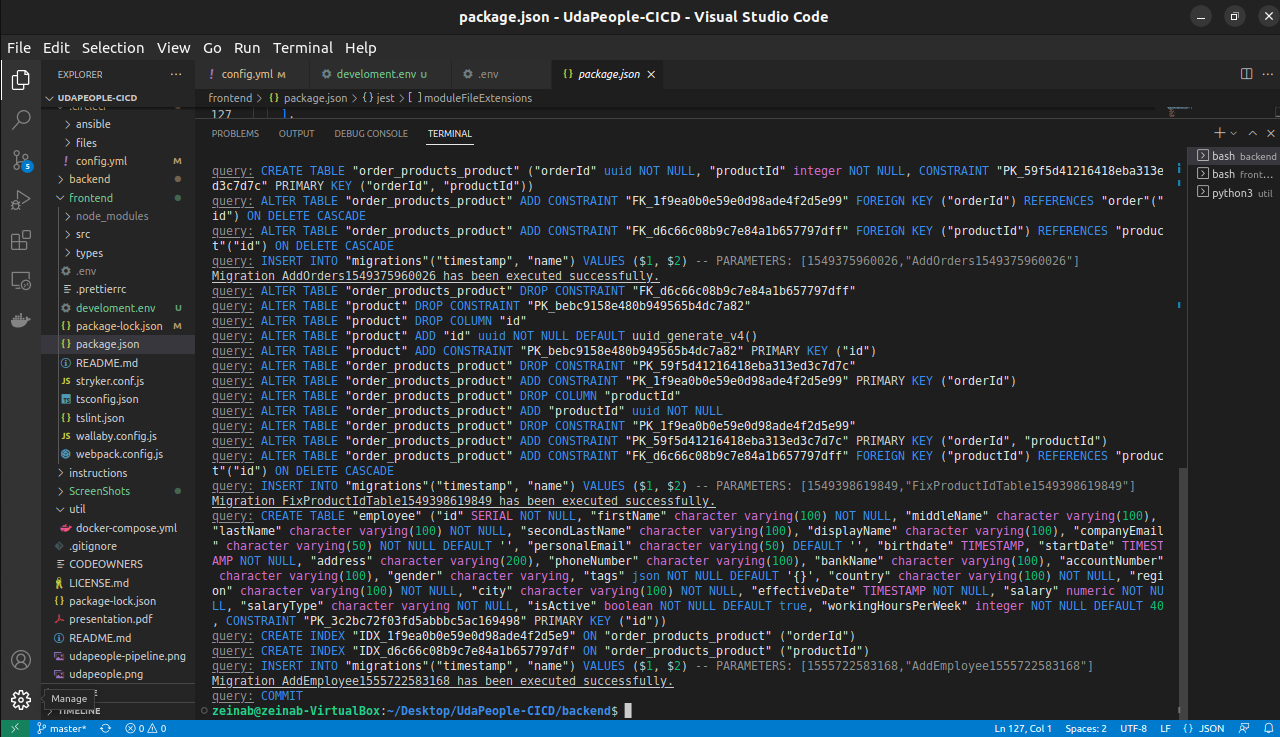 package.json - UdaPeople-CICD - Visual Studio Code
File Edit Selection View Go Run Terminal Help
EXPLORER
UDAPEOPLE-CICD
ansible
files
config.yml M
backend
frontend
node_modules
src
types
.env
.prettierrc
develoment.env U
package-lock.json M
package.json
README.md
stryker.conf.js
tsconfig.json
tslint.json
wallaby.config.js
webpack.config.js
instructions
ScreenShots
util
docker-compose.yml
.gitignore
CODEOWNERS
LICENSE.md
package-lock.json
presentation.pdf
README.md
udapeople-pipeline.png
udapeople.png
Manage
TIMELINE
5
config.yml M develoment.env U .env package.json
frontend > package.json > jest > [ ] moduleFileExtensions
127 ],
PROBLEMS OUTPUT DEBUG CONSOLE TERMINAL
query: CREATE TABLE "order_products_product" ("orderId" uuid NOT NULL, "productId" integer NOT NULL, CONSTRAINT "PK_59f5d41216418eba313e
d3c7d7c" PRIMARY KEY ("orderId", "productId"))
query: ALTER TABLE "order_products_product" ADD CONSTRAINT "FK_1f9ea0b0e59e0d98ade4f2d5e99" FOREIGN KEY ("orderId") REFERENCES "order"("
id") ON DELETE CASCADE
query: ALTER TABLE "order_products_product" ADD CONSTRAINT "FK_d6c66c08b9c7e84a1b657797dff" FOREIGN KEY ("productId") REFERENCES "produc
t"("id") ON DELETE CASCADE
query: INSERT INTO "migrations"("timestamp", "name") VALUES ($1, $2) -- PARAMETERS: [1549375960026,"AddOrders1549375960026"]
Migration AddOrders1549375960026 has been executed successfully.
query: ALTER TABLE "order_products_product" DROP CONSTRAINT "FK_d6c66c08b9c7e84a1b657797dff"
query: ALTER TABLE "product" DROP CONSTRAINT "PK_bebc9158e480b949565b4dc7a82"
query: ALTER TABLE "product" DROP COLUMN "id"
query: ALTER TABLE "product" ADD "id" uuid NOT NULL DEFAULT uuid_generate_v4()
query: ALTER TABLE "product" ADD CONSTRAINT "PK_bebc9158e480b949565b4dc7a82" PRIMARY KEY ("id")
query: ALTER TABLE "order_products_product" DROP CONSTRAINT "PK_59f5d41216418eba313ed3c7d7c"
query: ALTER TABLE "order_products_product" ADD CONSTRAINT "PK_1f9ea0b0e59e0d98ade4f2d5e99" PRIMARY KEY ("orderId")
query: ALTER TABLE "order_products_product" DROP COLUMN "productId"
query: ALTER TABLE "order_products_product" ADD "productId" uuid NOT NULL
query: ALTER TABLE "order_products_product" DROP CONSTRAINT "PK_1f9ea0b0e59e0d98ade4f2d5e99"
query: ALTER TABLE "order_products_product" ADD CONSTRAINT "PK_59f5d41216418eba313ed3c7d7c" PRIMARY KEY ("orderId", "productId")
query: ALTER TABLE "order_products_product" ADD CONSTRAINT "FK_d6c66c08b9c7e84a1b657797dff" FOREIGN KEY ("productId") REFERENCES "produc
t"("id") ON DELETE CASCADE
query: INSERT INTO "migrations"("timestamp", "name") VALUES ($1, $2) -- PARAMETERS: [1549398619849,"FixProductIdTable1549398619849"]
Migration FixProductIdTable1549398619849 has been executed successfully.
query: CREATE TABLE "employee" ("id" SERIAL NOT NULL, "firstName" character varying(100) NOT NULL, "middleName" character varying(100),
"lastName" character varying(100) NOT NULL, "secondLastName" character varying(100), "displayName" character varying(100), "companyEmail
" character varying(50) NOT NULL DEFAULT '', "personalEmail" character varying(50) DEFAULT '', "birthdate" TIMESTAMP, "startDate" TIMEST
AMP NOT NULL, "address" character varying(200), "phoneNumber" character varying(100), "bankName" character varying(100), "accountNumber"
character varying(100), "gender" character varying, "tags" json NOT NULL DEFAULT '{}', "country" character varying(100) NOT NULL, "regi
on" character varying(100) NOT NULL, "city" character varying(100) NOT NULL, "effectiveDate" TIMESTAMP NOT NULL, "salary" numeric NOT NU
LL, "salaryType" character varying NOT NULL, "isActive" boolean NOT NULL DEFAULT true, "workingHoursPerWeek" integer NOT NULL DEFAULT 40
, CONSTRAINT "PK_3c2bc72f03fd5abbbc5ac169498" PRIMARY KEY ("id"))
query: CREATE INDEX "IDX_1f9ea0b0e59e0d98ade4f2d5e9" ON "order_products_product" ("orderId")
query: CREATE INDEX "IDX_d6c66c08b9c7e84a1b657797df" ON "order_products_product" ("productId")
query: INSERT INTO "migrations"("timestamp", "name") VALUES ($1, $2) -- PARAMETERS: [1555722583168,"AddEmployee1555722583168"]
Migration AddEmployee1555722583168 has been executed successfully.
query: COMMIT
zeinab@zeinab-VirtualBox:~/Desktop/UdaPeople-CICD/backend$
bash backend
bash front...
python3 util
master* 0 0 Ln 127, Col 1 Spaces: 2 UTF-8 LF {} JSON